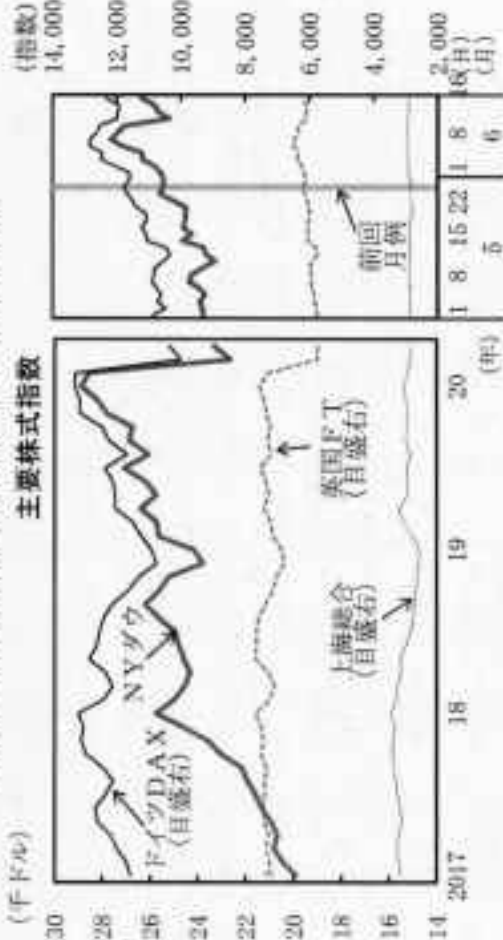 主要株式指数
(千ドル)
(指数)
30
28
26
24
22
20
18
16
14
14,000
12,000
10,000
8,000
6,000
4,000
2,000
ドイツDAX
(目盛右)
NYダウ
英国FT
(目盛右)
上海総合
(目盛右)
前回
月例
2017
18
19
20
(年)
1 8 15 22 1 8 16(日)
5 6 (月)